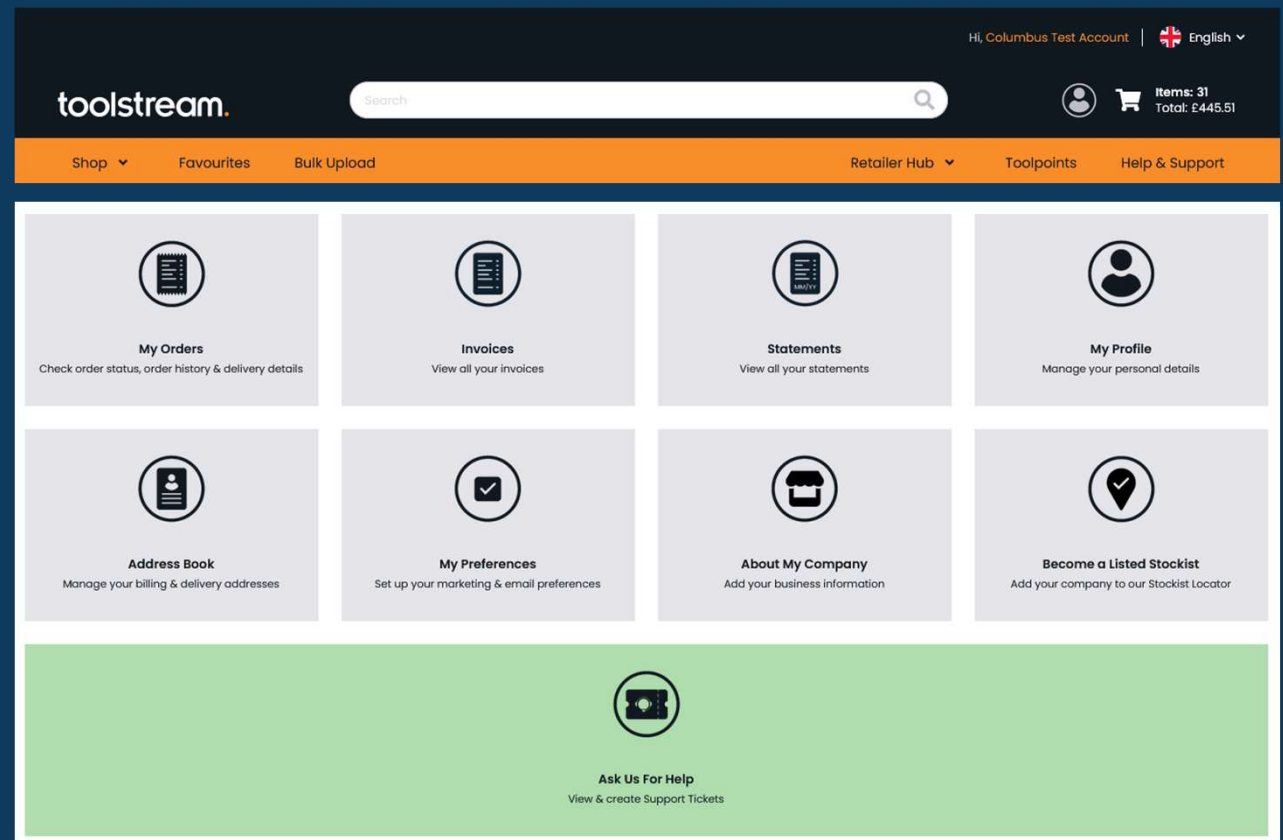 Hi, Columbus Test Account
English
toolstream.
Search
Items: 31
Total: £445.51
Shop
Favourites
Bulk Upload
Retailer Hub
Toolpoints
Help & Support
My Orders
Check order status, order history & delivery details
Invoices
View all your invoices
MM/YY
Statements
View all your statements
My Profile
Manage your personal details
Address Book
Manage your billing & delivery addresses
My Preferences
Set up your marketing & email preferences
About My Company
Add your business information
Become a Listed Stockist
Add your company to our Stockist Locator
Ask Us For Help
View & create Support Tickets